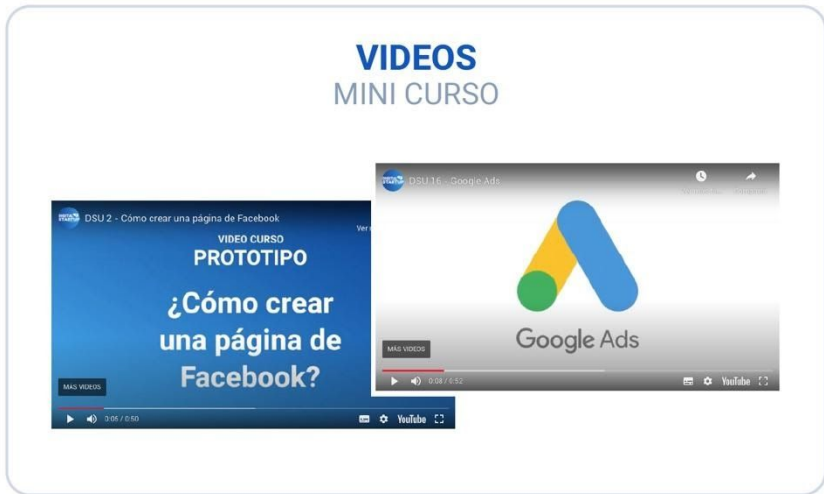 VIDEOS
MINI CURSO
DSU 2 - Cómo crear una página de Facebook
Ver
VIDEO CURSO
PROTOTIPO
¿Cómo crear
una página de
Facebook?
MÁS VIDEOS
0:05 / 0:50
YouTube
DSU 16 - Google Ads
Google Ads
MÁS VIDEOS
0:08 / 6:52
YouTube